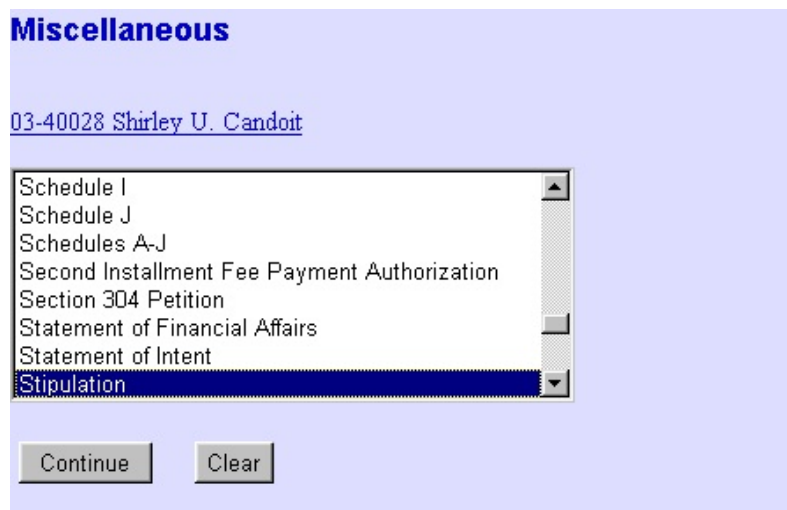 Miscellaneous
03-40028 Shirley U. Candoit
Schedule I
Schedule J
Schedules A-J
Second Installment Fee Payment Authorization
Section 304 Petition
Statement of Financial Affairs
Statement of Intent
Stipulation
Continue Clear